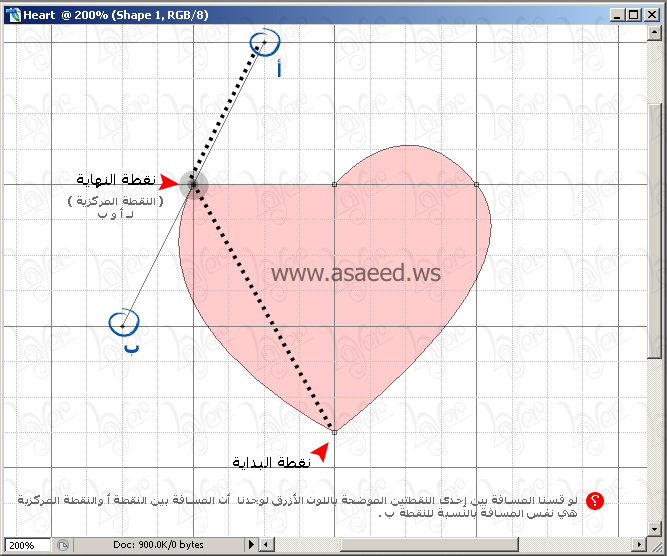 Heart @ 200% (Shape 1, RGB/8)
أ
نقطة النهاية
( النقطة المركزية )
لـ أ و ب
www.asaeed.ws
ب
نقطة البداية
؟
لو قسنا المسافة بين إحدى النقطتين الموضحة باللون الأزرق لوجدنا أن المسافة بين النقطة أ والنقطة المركزية
هي نفس المسافة بالنسبة للنقطة ب .
200%
Doc: 900.0K/0 bytes